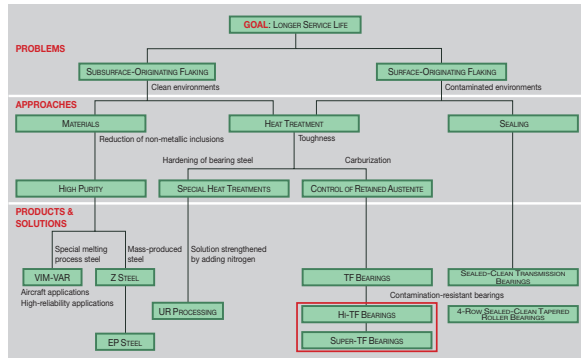 GOAL: LONGER SERVICE LIFE
PROBLEMS
SUBSURFACE-ORIGINATING FLAKING
SURFACE-ORIGINATING FLAKING
Clean environments
Contaminated environments
APPROACHES
MATERIALS
HEAT TREATMENT
SEALING
Reduction of non-metallic inclusions
Toughness
Hardening of bearing steel
Carburization
HIGH PURITY
SPECIAL HEAT TREATMENTS
CONTROL OF RETAINED AUSTENITE
PRODUCTS &
SOLUTIONS
Special melting
process steel
Mass-produced
steel
Solution strengthened
by adding nitrogen
VIM-VAR
Z STEEL
TF BEARINGS
SEALED-CLEAN TRANSMISSION
BEARINGS
Aircraft applications
High-reliability applications
Contamination-resistant bearings
UR PROCESSING
HI-TF BEARINGS
4-ROW SEALED-CLEAN TAPERED
ROLLER BEARINGS
EP STEEL
SUPER-TF BEARINGS